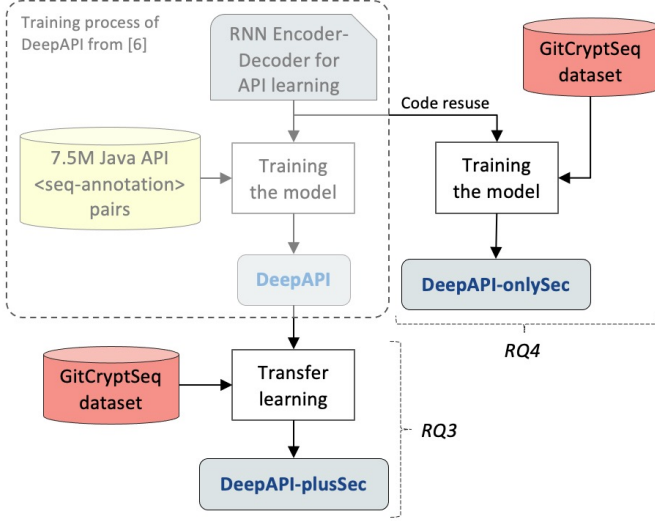 Training process of
DeepAPI from [6]
RNN Encoder-
Decoder for
API learning
GitCryptSeq
dataset
Code resuse
7.5M Java API
<seq-annotation>
pairs
Training
the model
Training
the model
DeepAPI
DeepAPI-onlySec
RQ4
GitCryptSeq
dataset
Transfer
learning
RQ3
DeepAPI-plusSec